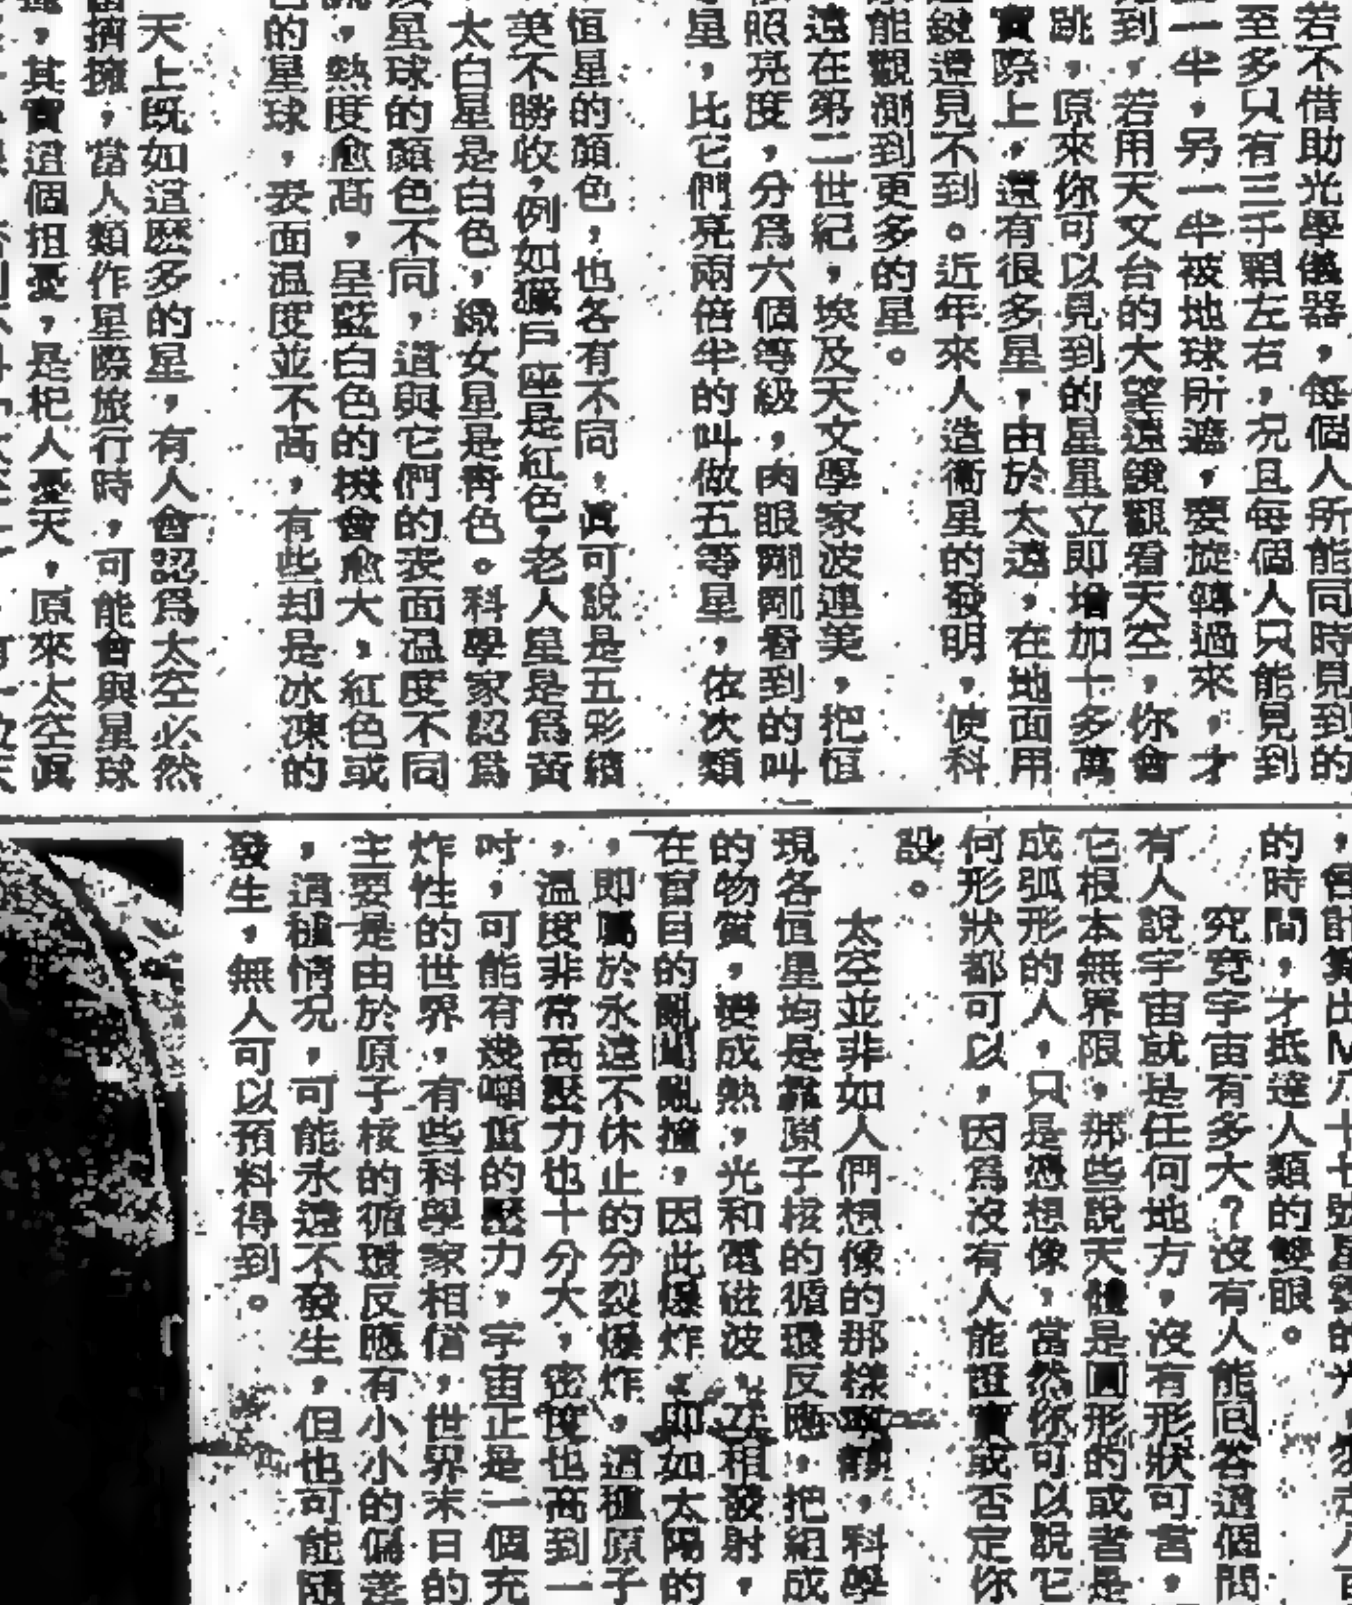 若不借助光學儀器，每個人所能同時見到的
至多只有三千顆左右，况且每個人只能見到
一半，另一半被地球所遮，要旋轉過來，才
到，若用天文台的大望遠鏡觀看天空，你會
跳，原來你可以見到的星星立即增加十多萬
實際上，還有很多星，由於太遠，在地面用
鏡還見不到。近年來人造衞星的發明，使科
能觀測到更多的星。
遠在第二世紀，埃及天文學家波連美，把恒
照亮度，分爲六個等級，肉眼剛剛看到的叫
星，比它們亮兩倍半的叫做五等星，依次類
恒星的顏色，也各有不同，眞可說是五彩繽
美不勝收，例如獵戶座是紅色，老人星是爲黃
太白星是白色，織女星是靑色。科學家認爲
星球的顏色不同，道與它們的表面温度不同
，熱度愈高，星藍白色的機會愈大，紅色或
的星球，表面温度並不高，有些却是冰凍的
天上既如這麽多的星，有人會認爲太空必然
擠擁，當人類作星際旅行時，可能會與星球
，其實這個担憂，是杞人憂天，原來太空眞
的時間，才抵達人類的雙眼。
究竟宇宙有多大？沒有人能回答這個問
有人說宇宙就是任何地方，沒有形狀可言，
它根本無界限，那些說天體是圓形的或者是
成弧形的人，只是憑想像，當然你可以說它
何形狀都可以，因爲沒有人能證實或否定你
設。
太空並非如人們想像的那樣寧靜，科學
現各恒星均是靠原子核的循環反應，把組成
的物質，變成熱，光和電磁波，互相發射，
在盲目的亂闖亂撞，因此爆炸，即如太陽的
，即屬於永遠不休止的分裂爆炸，這種原子
，温度非常高壓力也十分大，密度也高到一
吋，可能有幾噸重的壓力，宇宙正是一個充
炸性的世界，有些科學家相信，世界末日的
主要是由於原子核的循環反應有小小的偏差
，這種情况，可能永遠不發生，但也可能隨
發生，無人可以預料得到。